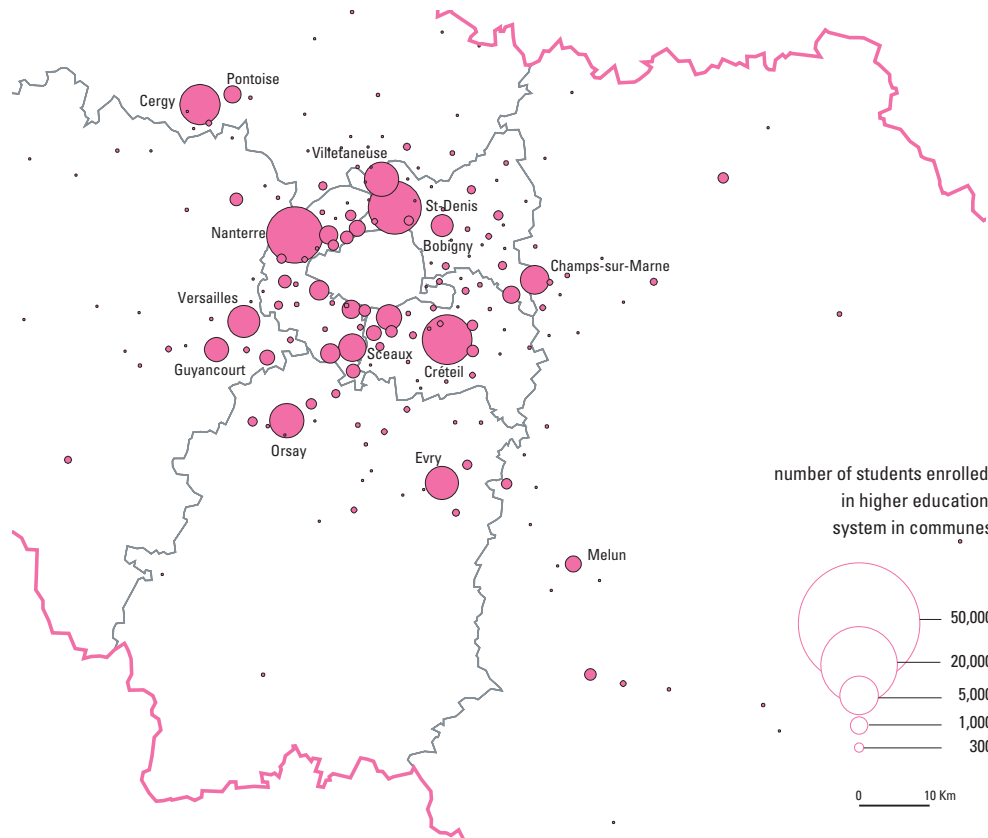 Pontoise
Cergy
Villetaneuse
St-Denis
Nanterre
Bobigny
Champs-sur-Marne
Versailles
Guyancourt
Sceaux
Créteil
Orsay
Evry
number of students enrolled
in higher education
system in communes
Melun
50,000
20,000
5,000
1,000
300
0 10 Km